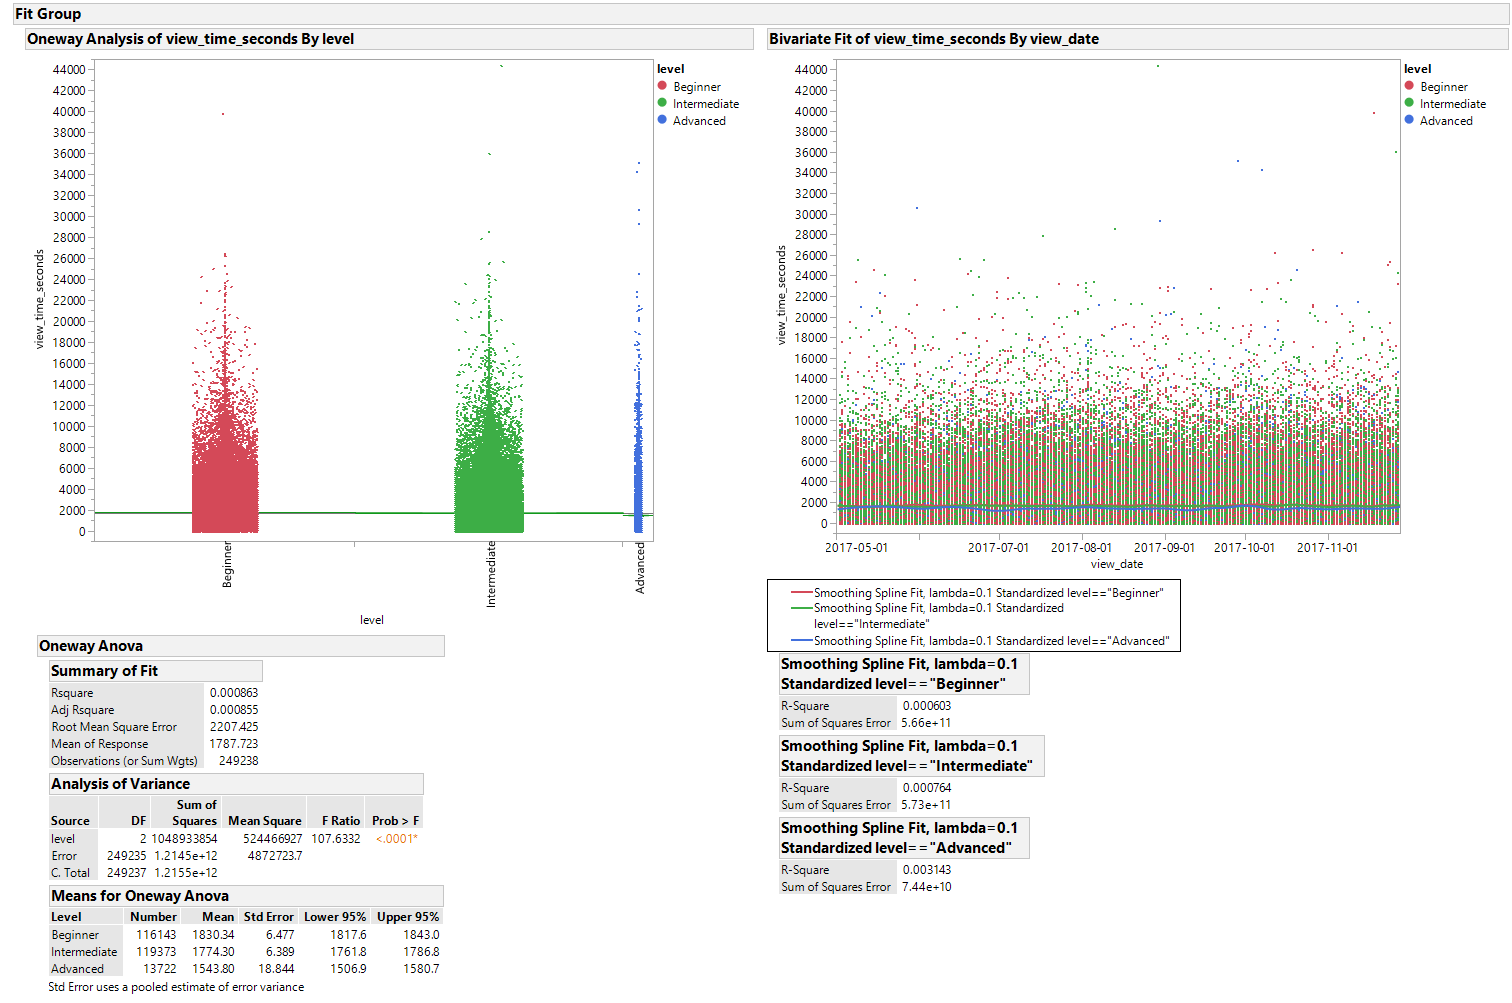 Fit Group
Oneway Analysis of view_time_seconds By level
44000
42000
40000
38000
36000
34000
32000
30000
28000
26000
24000
22000
20000
18000
16000
14000
12000
10000
8000
6000
4000
2000
0
view_time_seconds
Beginner
Intermediate
Advanced
level
level
Beginner
Intermediate
Advanced
Oneway Anova
Summary of Fit
Rsquare 0.000863
Adj Rsquare 0.000855
Root Mean Square Error 2207.425
Mean of Response 1787.723
Observations (or Sum Wgts) 249238
Analysis of Variance
Source DF Sum of Squares Mean Square F Ratio Prob > F
level 2 1048933854 524466927 107.6332 <.0001*
Error 249235 1.2145e+12 4872723.7
C. Total 249237 1.2155e+12
Means for Oneway Anova
Level Number Mean Std Error Lower 95% Upper 95%
Beginner 116143 1830.34 6.477 1817.6 1843.0
Intermediate 119373 1774.30 6.389 1761.8 1786.8
Advanced 13722 1543.80 18.844 1506.9 1580.7
Std Error uses a pooled estimate of error variance
Bivariate Fit of view_time_seconds By view_date
44000
42000
40000
38000
36000
34000
32000
30000
28000
26000
24000
22000
20000
18000
16000
14000
12000
10000
8000
6000
4000
2000
0
view_time_seconds
2017-05-01 2017-07-01 2017-08-01 2017-09-01 2017-10-01 2017-11-01
view_date
level
Beginner
Intermediate
Advanced
Smoothing Spline Fit, lambda=0.1 Standardized level=="Beginner"
Smoothing Spline Fit, lambda=0.1 Standardized
level=="Intermediate"
Smoothing Spline Fit, lambda=0.1 Standardized level=="Advanced"
Smoothing Spline Fit, lambda=0.1
Standardized level=="Beginner"
R-Square 0.000603
Sum of Squares Error 5.66e+11
Smoothing Spline Fit, lambda=0.1
Standardized level=="Intermediate"
R-Square 0.000764
Sum of Squares Error 5.73e+11
Smoothing Spline Fit, lambda=0.1
Standardized level=="Advanced"
R-Square 0.003143
Sum of Squares Error 7.44e+10